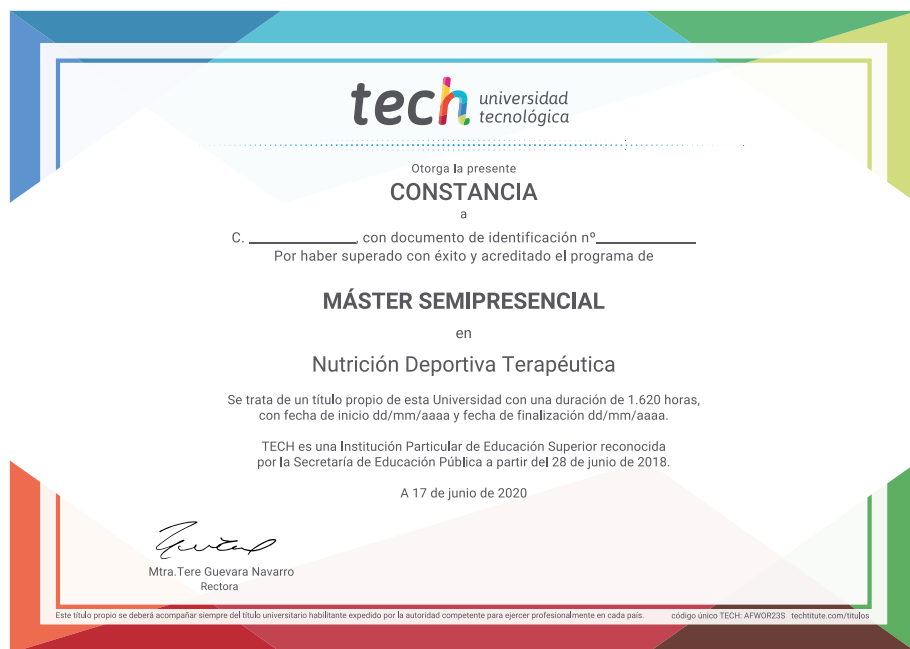 tech universidad
tecnológica
Otorga la presente
CONSTANCIA
a
C. ____________, con documento de identificación nº____________
Por haber superado con éxito y acreditado el programa de
MÁSTER SEMIPRESENCIAL
en
Nutrición Deportiva Terapéutica
Se trata de un título propio de esta Universidad con una duración de 1.620 horas,
con fecha de inicio dd/mm/aaaa y fecha de finalización dd/mm/aaaa.
TECH es una Institución Particular de Educación Superior reconocida
por la Secretaría de Educación Pública a partir del 28 de junio de 2018.
A 17 de junio de 2020
Mtra.Tere Guevara Navarro
Rectora
Este título propio se deberá acompañar siempre del título universitario habilitante expedido por la autoridad competente para ejercer profesionalmente en cada país. código único TECH: AFWOR23S techtitute.com/titulos